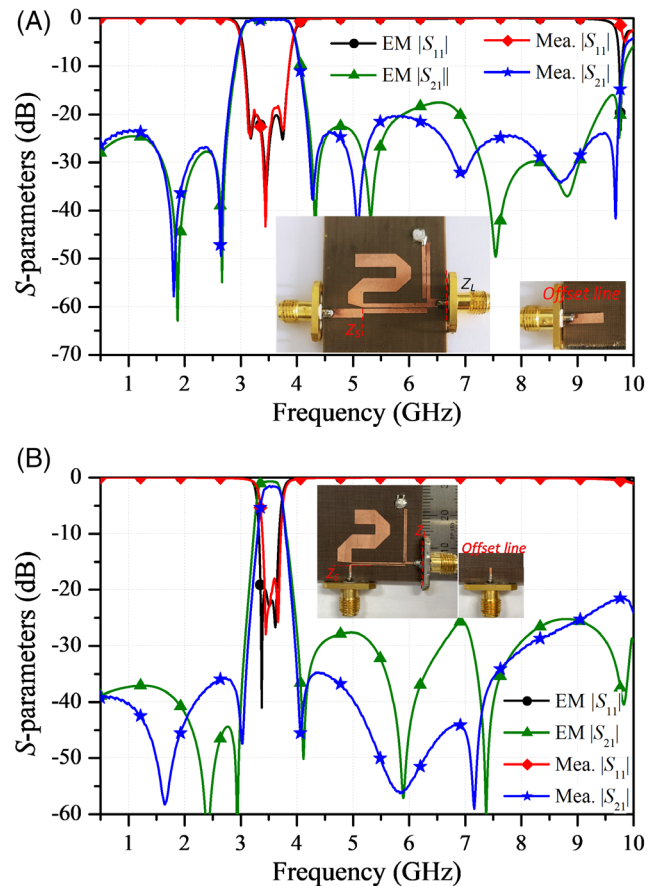 (A)
EM |S11|
EM |S21||
Mea. |S11|
Mea. |S21|
S-parameters (dB)
0
-10
-20
-30
-40
-50
-60
-70
ZS
ZL
Offset line
1 2 3 4 5 6 7 8 9 10
Frequency (GHz)
(B)
S-parameters (dB)
0
-10
-20
-30
-40
-50
-60
Offset line
EM |S11|
EM |S21|
Mea. |S11|
Mea. |S21|
1 2 3 4 5 6 7 8 9 10
Frequency (GHz)